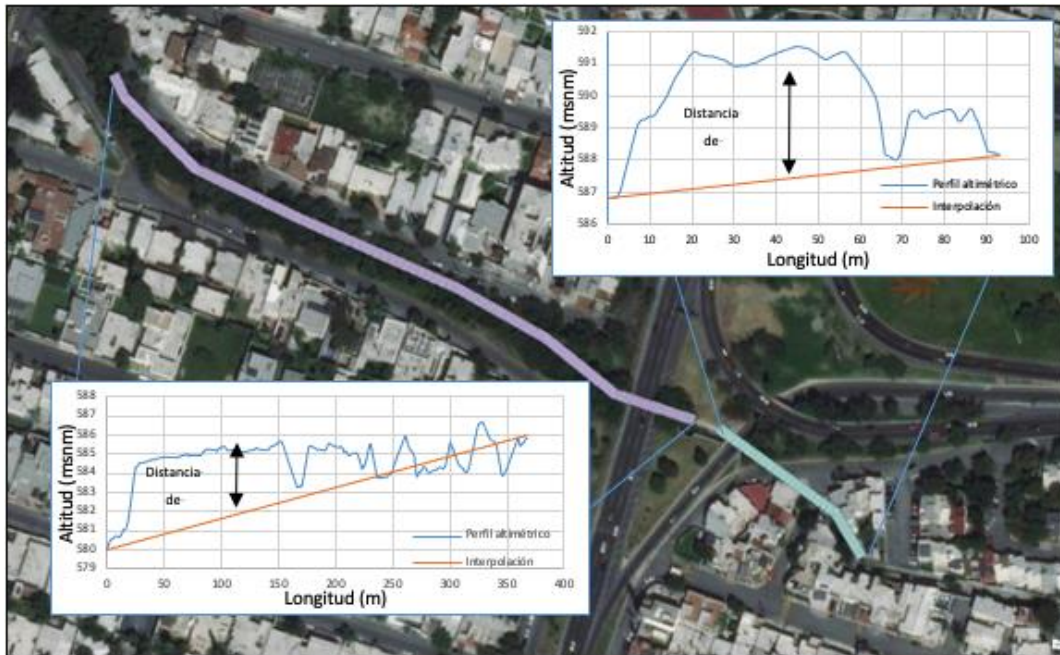 592
591
590
589
588
587
586
Altitud (msnm)
Distancia
de
Perfil altimétrico
Interpolación
0 10 20 30 40 50 60 70 80 90 100
Longitud (m)
588
587
586
585
584
583
582
581
580
579
Altitud (msnm)
Distancia
de
Perfil altimétrico
Interpolación
0 50 100 150 200 250 300 350 400
Longitud (m)